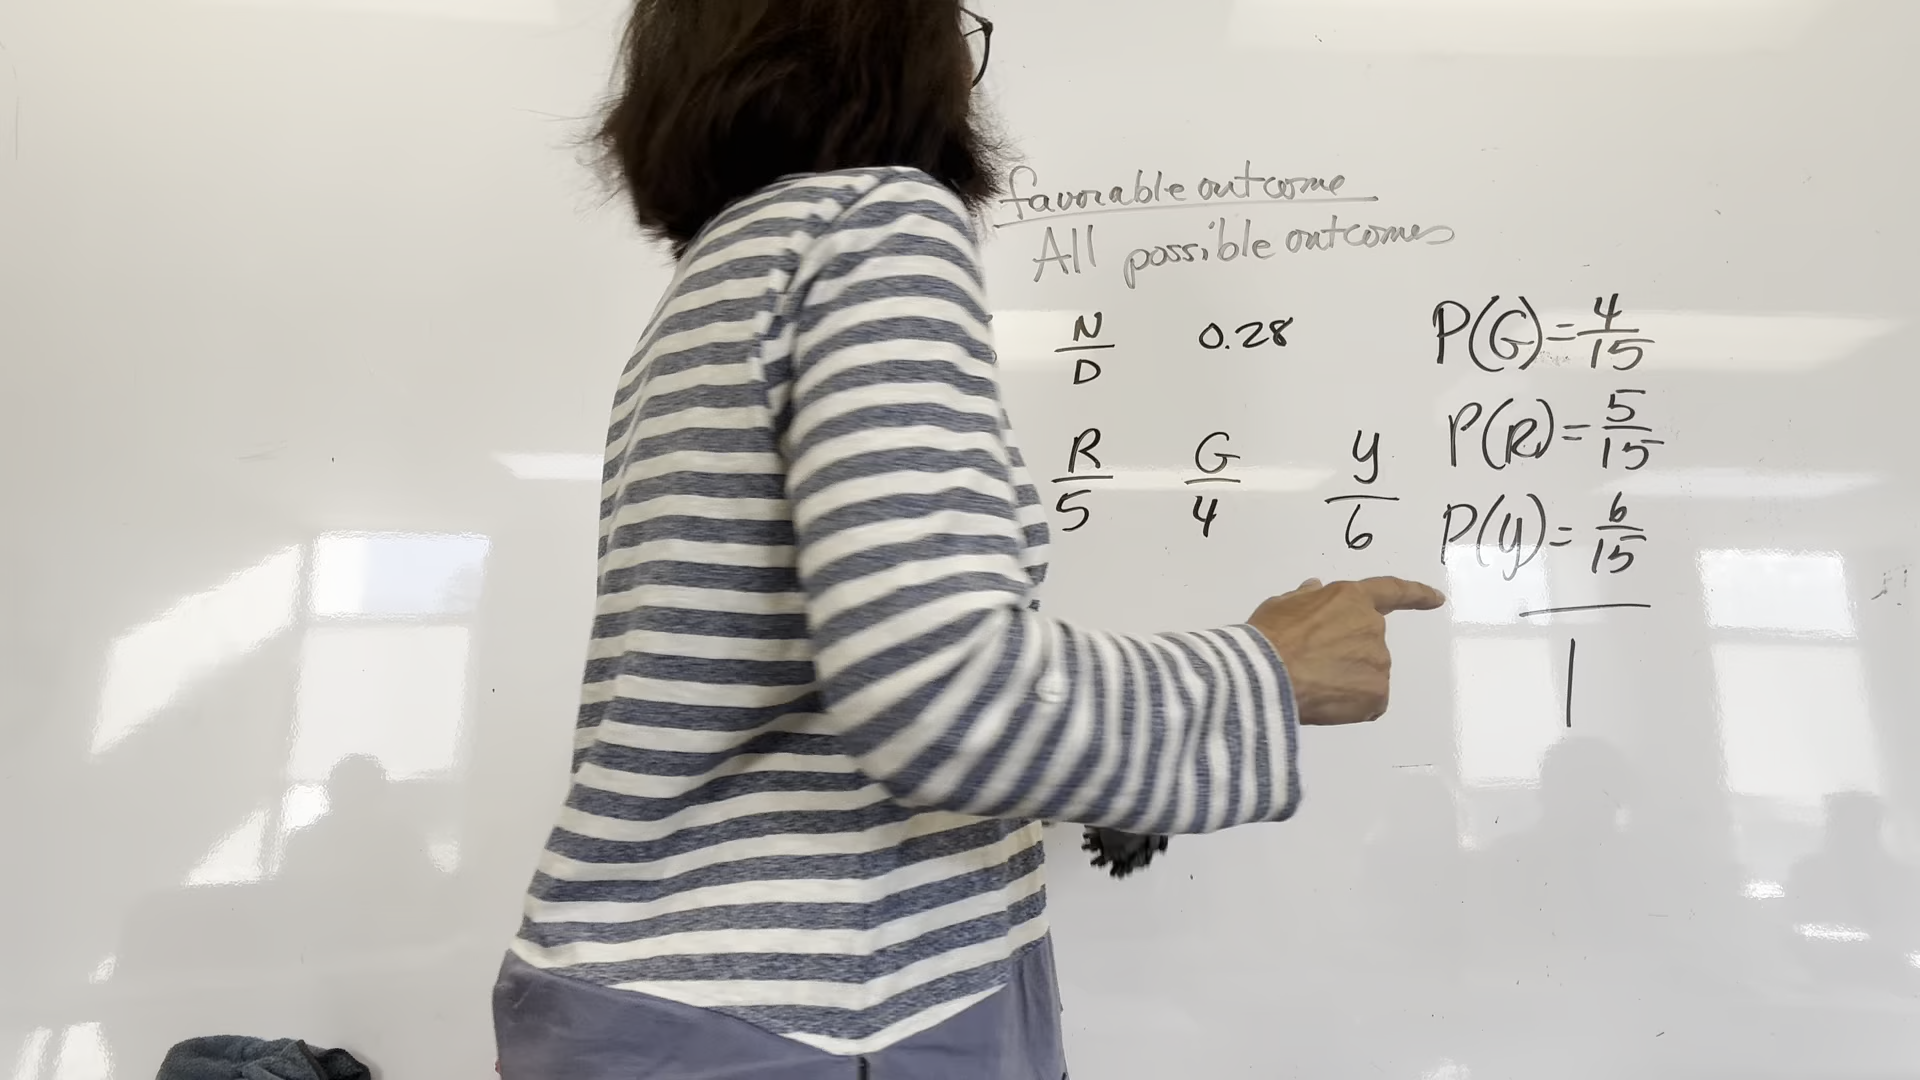 favorable outcome
All possible outcomes
N
D
0.28
R
5
G
4
y
6
P(G)=4/15
P(R)=5/15
P(y)=6/15
1